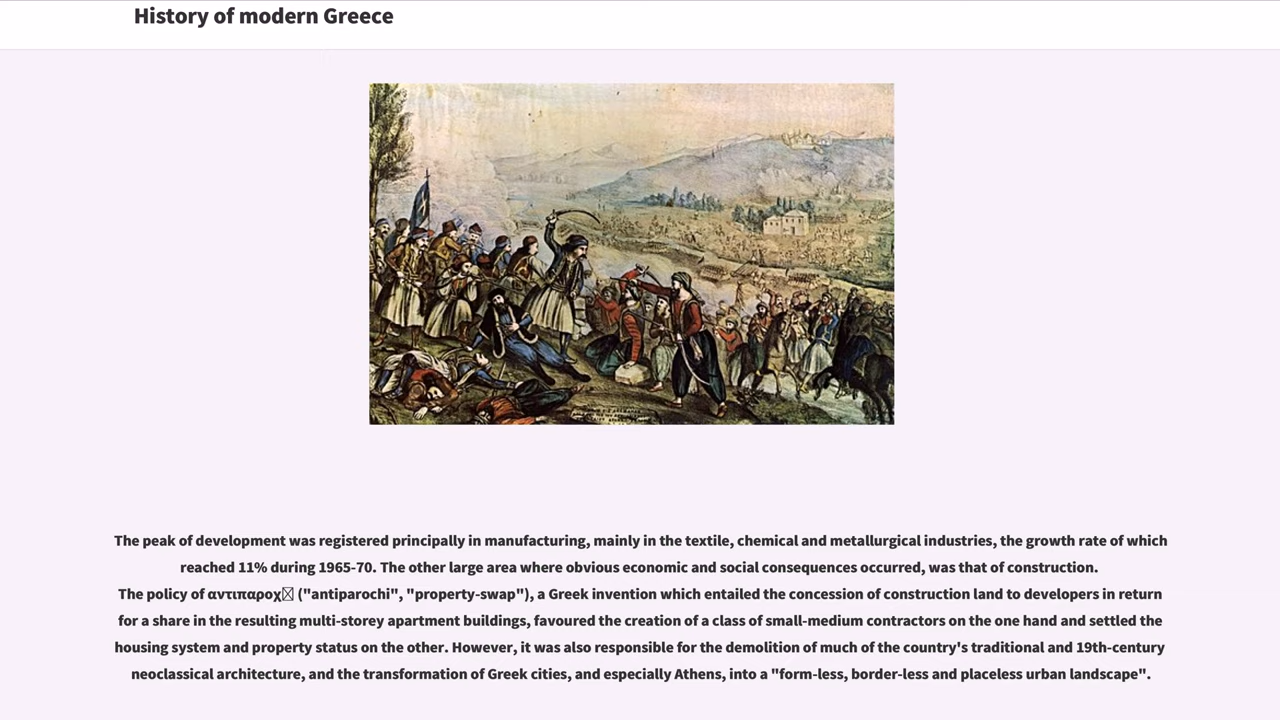 History of modern Greece
The peak of development was registered principally in manufacturing, mainly in the textile, chemical and metallurgical industries, the growth rate of which
reached 11% during 1965-70. The other large area where obvious economic and social consequences occurred, was that of construction.
The policy of αντιπαροχ ("antiparochi", "property-swap"), a Greek invention which entailed the concession of construction land to developers in return
for a share in the resulting multi-storey apartment buildings, favoured the creation of a class of small-medium contractors on the one hand and settled the
housing system and property status on the other. However, it was also responsible for the demolition of much of the country's traditional and 19th-century
neoclassical architecture, and the transformation of Greek cities, and especially Athens, into a "form-less, border-less and placeless urban landscape".